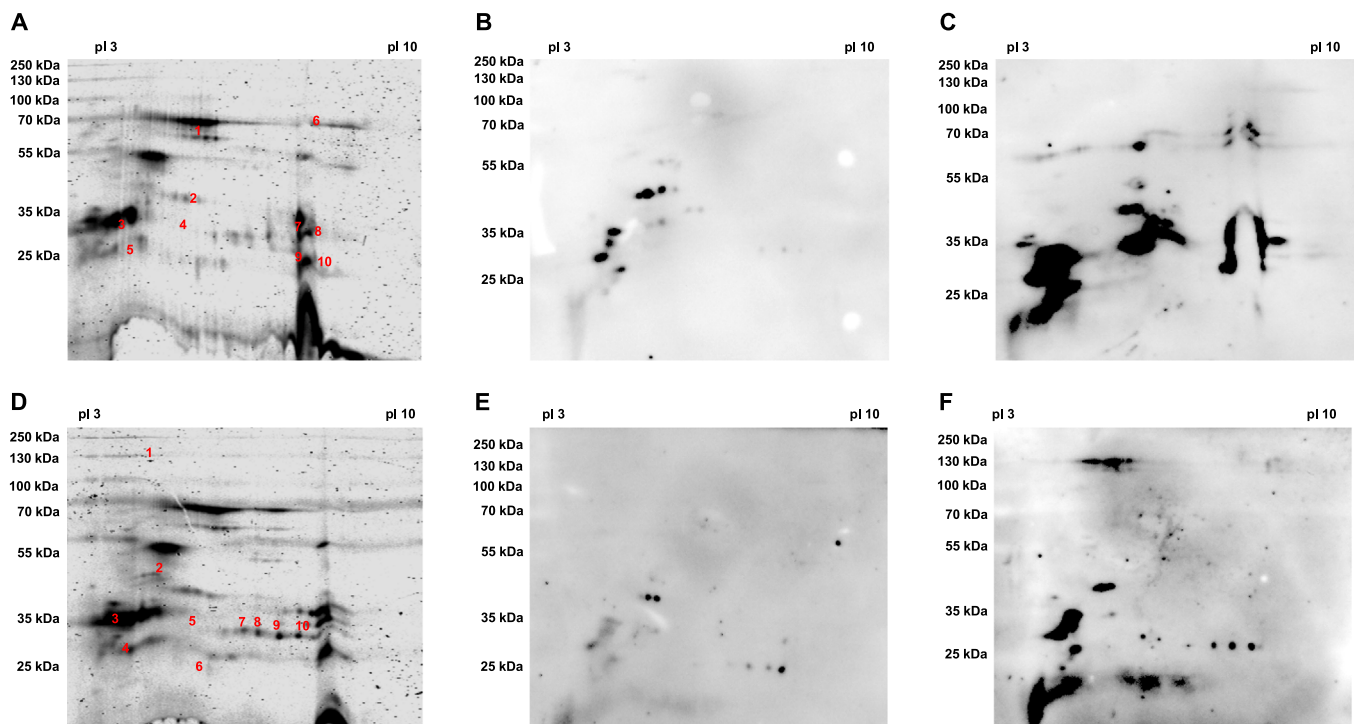 A
B
C
pI 3
pI 10
pI 3
pI 10
pI 3
pI 10
250 kDa
130 kDa
100 kDa
70 kDa
55 kDa
35 kDa
25 kDa
1
6
2
3
4
7
8
5
9
10
250 kDa
130 kDa
100 kDa
70 kDa
55 kDa
35 kDa
25 kDa
250 kDa
130 kDa
100 kDa
70 kDa
55 kDa
35 kDa
25 kDa
D
E
F
pI 3
pI 10
pI 3
pI 10
pI 3
pI 10
250 kDa
130 kDa
100 kDa
70 kDa
55 kDa
35 kDa
25 kDa
1
2
3
5
7
8
9
10
4
6
250 kDa
130 kDa
100 kDa
70 kDa
55 kDa
35 kDa
25 kDa
250 kDa
130 kDa
100 kDa
70 kDa
55 kDa
35 kDa
25 kDa